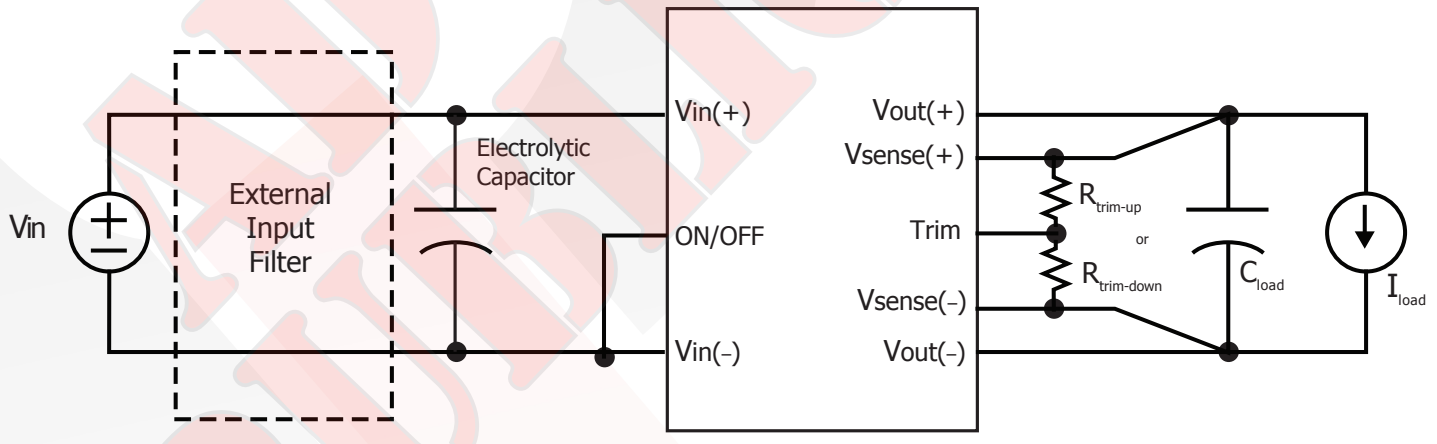 Vin
External
Input
Filter
Electrolytic
Capacitor
Vin(+)
ON/OFF
Vin(–)
Vout(+)
Vsense(+)
Trim
Vsense(–)
Vout(–)
Rtrim-up
or
Rtrim-down
Cload
Iload